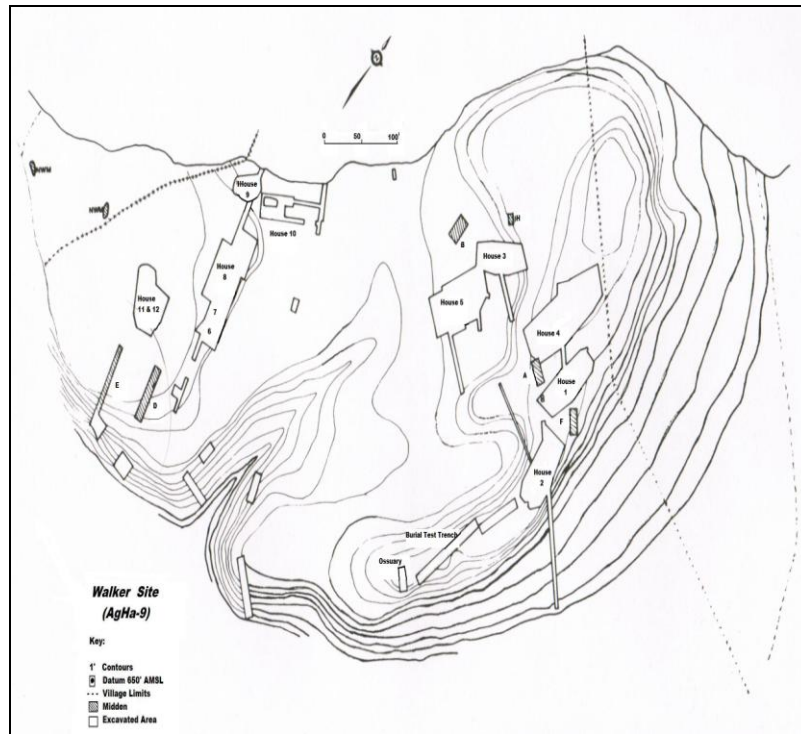 0 50 100'
NWM
NWM
House
9
House 10
House
8
7
6
House
11 & 12
E
D
B
H
House 3
House 5
House 4
A
House
1
F
House
2
Burial Test Trench
Ossuary
Walker Site
(AgHa-9)
Key:
1' Contours
Datum 650' AMSL
Village Limits
Midden
Excavated Area